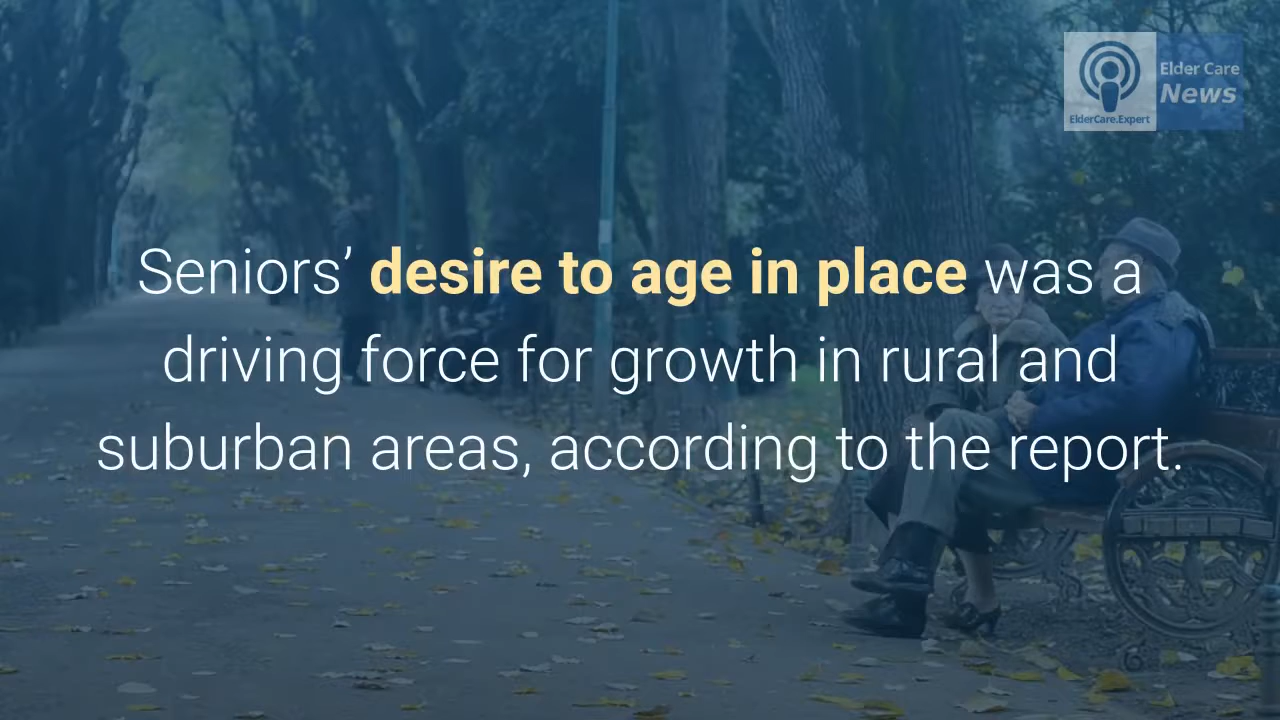 Elder Care
News
ElderCare.Expert
Seniors’ desire to age in place was a
driving force for growth in rural and
suburban areas, according to the report.